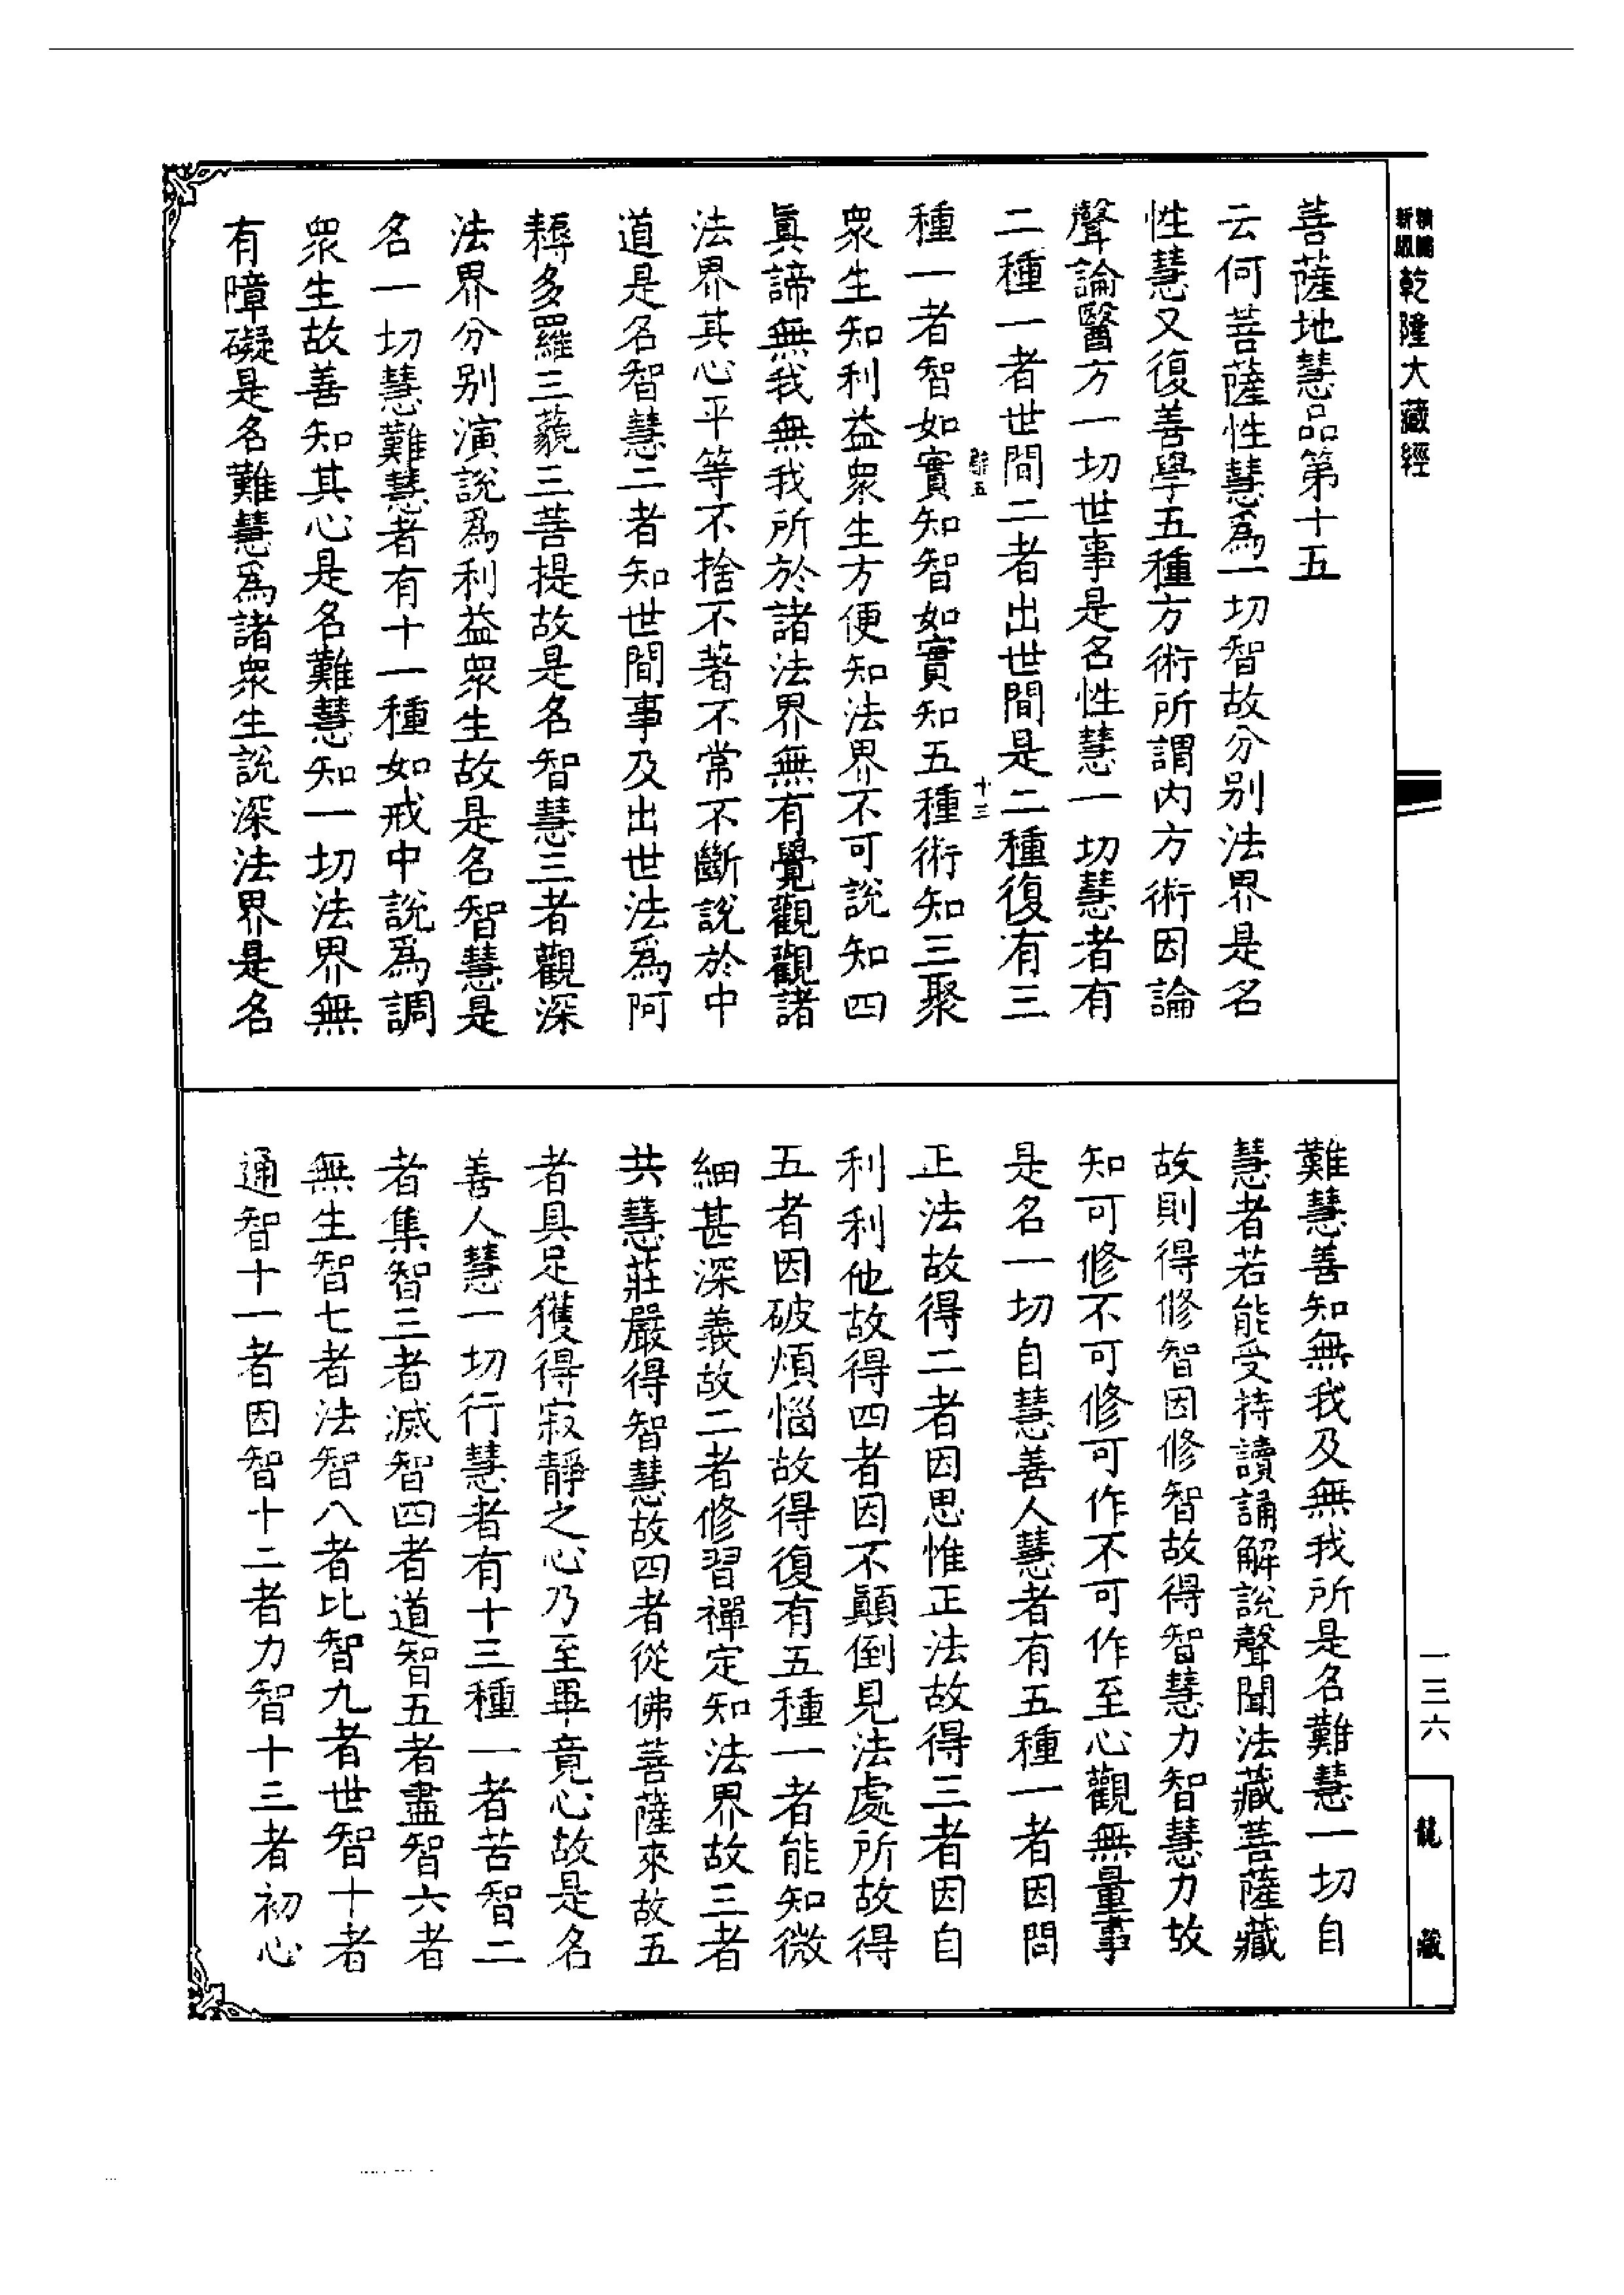 新編
縮版
乾隆大藏經
菩薩地慧品第十五
云何菩薩性慧爲一切智故分別法界是名
性慧又復善學五種方術所謂内方術因論
聲論醫方一切世事是名性慧一切慧者有
二種一者世間二者出世間是二種復有三
十三
種一者智如實知智如實知五種術知三聚
衆生知利益衆生方便知法界不可説知四
眞諦無我無我所於諸法界無有覺觀觀諸
法界其心平等不捨不著不常不斷説於中
道是名智慧二者知世間事及出世法爲阿
耨多羅三藐三菩提故是名智慧三者觀深
法界分別演説爲利益衆生故是名智慧是
名一切慧難慧者有十一種如戒中説爲調
衆生故善知其心是名難慧知一切法界無
有障礙是名難慧爲諸衆生説深法界是名
難慧善知無我及無我所是名難慧一切自
慧者若能受持讀誦解説聲聞法藏菩薩藏
故則得修智因修智故得智慧力智慧力故
知可修不可修可作不可作至心觀無量事
是名一切自慧善人慧者有五種一者因問
正法故得二者因思惟正法故得三者因自
利利他故得四者因不顛倒見法處所故得
五者因破煩惱故得復有五種一者能知微
細甚深義故二者修習禪定知法界故三者
共慧莊嚴得智慧故四者從佛菩薩來故五
者具足獲得寂靜之心乃至畢竟心故是名
善人慧一切行慧者有十三種一者苦智二
者集智三者滅智四者道智五者盡智六者
無生智七者法智八者比智九者世智十者
通智十一者因智十二者力智十三者初心
一三六
龍藏